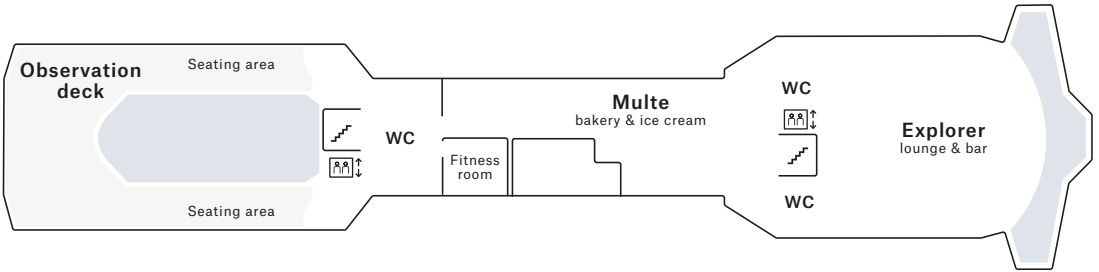 Observation
deck
Seating area
Seating area
WC
Fitness
room
Multe
bakery & ice cream
WC
WC
Explorer
lounge & bar